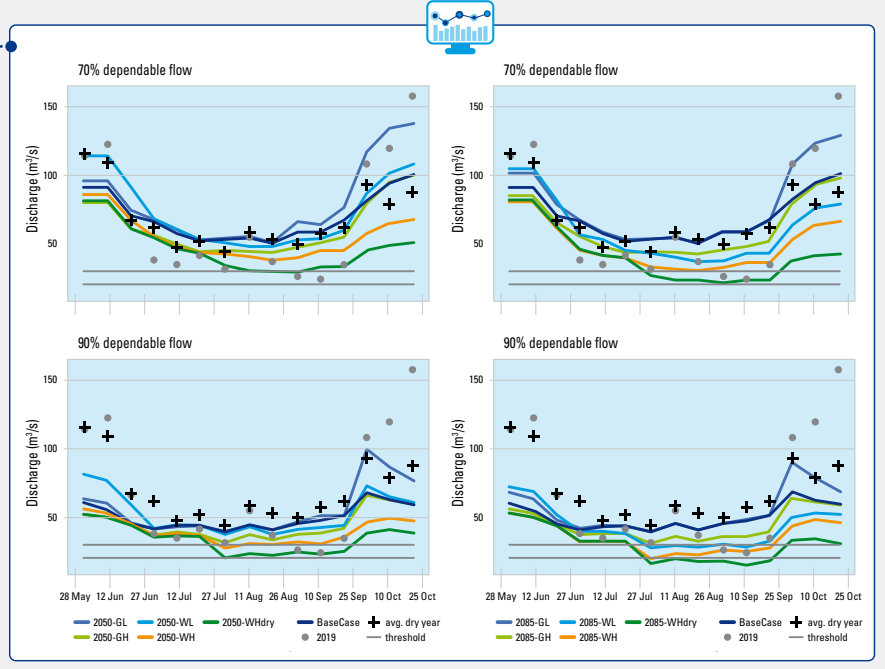 70% dependable flow
70% dependable flow
Discharge (m³/s)
150
100
50
Discharge (m³/s)
150
100
50
90% dependable flow
90% dependable flow
Discharge (m³/s)
150
100
50
Discharge (m³/s)
150
100
50
28 May 12 Jun 27 Jun 12 Jul 27 Jul 11 Aug 26 Aug 10 Sep 25 Sep 10 Oct 25 Oct
28 May 12 Jun 27 Jun 12 Jul 27 Jul 11 Aug 26 Aug 10 Sep 25 Sep 10 Oct 25 Oct
2050-GL 2050-WL 2050-WHdry BaseCase avg. dry year
2050-GH 2050-WH 2019 threshold
2085-GL 2085-WL 2085-WHdry BaseCase avg. dry year
2085-GH 2085-WH 2019 threshold